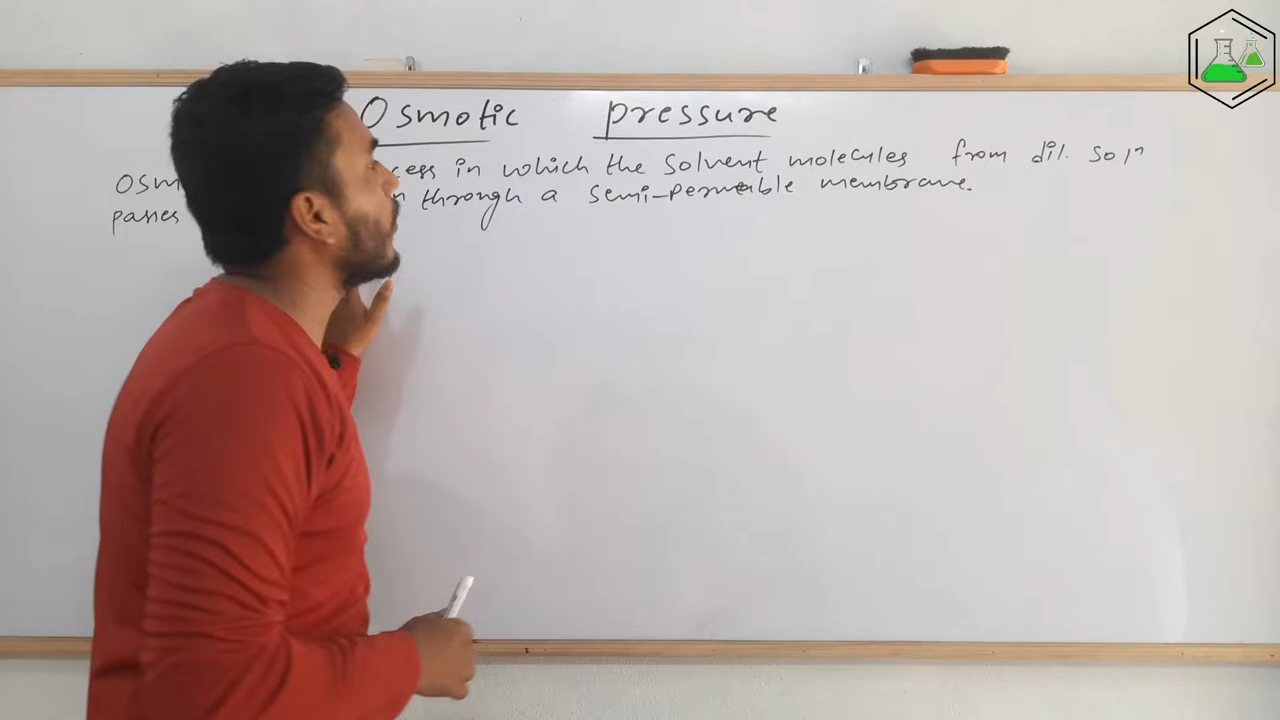 Osmotic pressure
Osm cess in which the solvent molecules from dil. soln
passes n through a semi-permeable membrane.